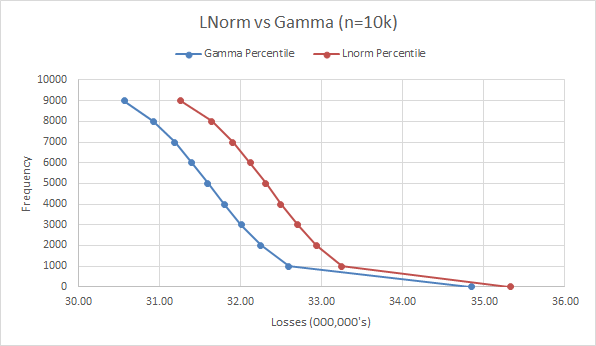 LNorm vs Gamma (n=10k)
Gamma Percentile Lnorm Percentile
10000
9000
8000
7000
6000
5000
4000
3000
2000
1000
0
Frequency
30.00 31.00 32.00 33.00 34.00 35.00 36.00
Losses (000,000's)